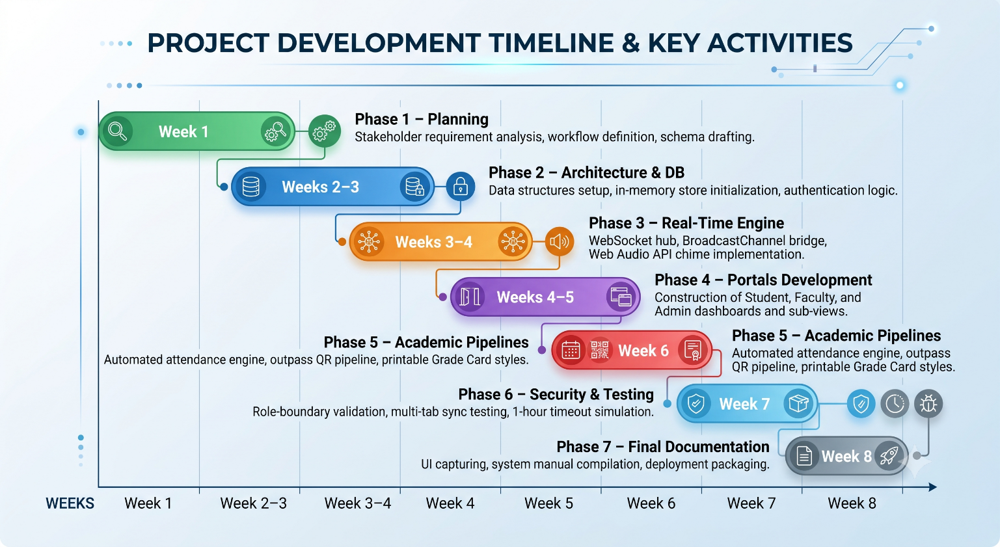 PROJECT DEVELOPMENT TIMELINE & KEY ACTIVITIES
Week 1
Phase 1 – Planning
Stakeholder requirement analysis, workflow definition, schema drafting.
Weeks 2–3
Phase 2 – Architecture & DB
Data structures setup, in-memory store initialization, authentication logic.
Weeks 3–4
Phase 3 – Real-Time Engine
WebSocket hub, BroadcastChannel bridge,
Web Audio API chime implementation.
Weeks 4–5
Phase 4 – Portals Development
Construction of Student, Faculty, and
Admin dashboards and sub-views.
Phase 5 – Academic Pipelines
Automated attendance engine, outpass QR pipeline, printable Grade Card styles.
Week 6
Phase 5 – Academic Pipelines
Automated attendance engine, outpass
QR pipeline, printable Grade Card styles.
Phase 6 – Security & Testing
Role-boundary validation, multi-tab sync testing, 1-hour timeout simulation.
Week 7
Phase 7 – Final Documentation
UI capturing, system manual compilation, deployment packaging.
Week 8
WEEKS
Week 1
Week 2–3
Week 3–4
Week 4
Week 5
Week 6
Week 7
Week 8